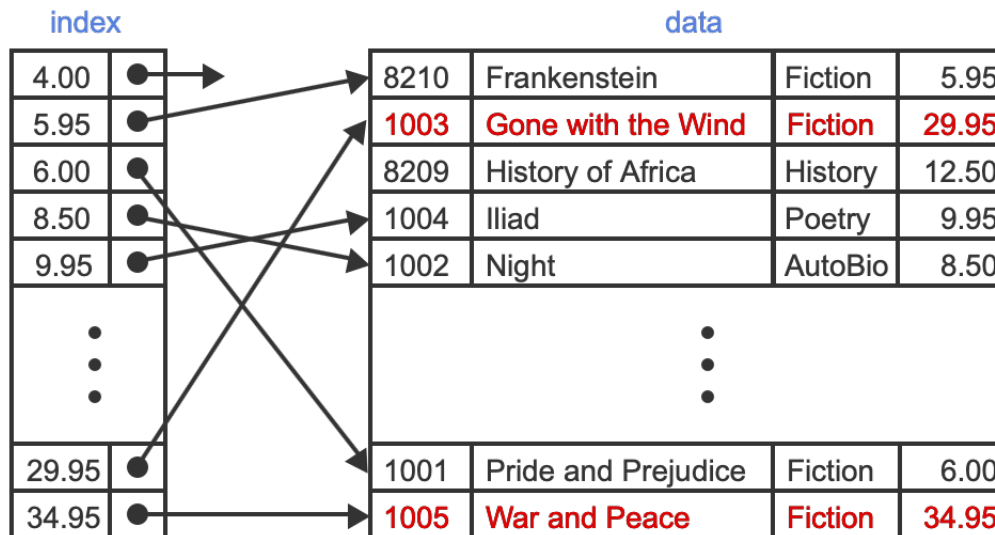 index data
4.00 8210 Frankenstein Fiction 5.95
5.95 1003 Gone with the Wind Fiction 29.95
6.00 8209 History of Africa History 12.50
8.50 1004 Iliad Poetry 9.95
9.95 1002 Night AutoBio 8.50
29.95 1001 Pride and Prejudice Fiction 6.00
34.95 1005 War and Peace Fiction 34.95